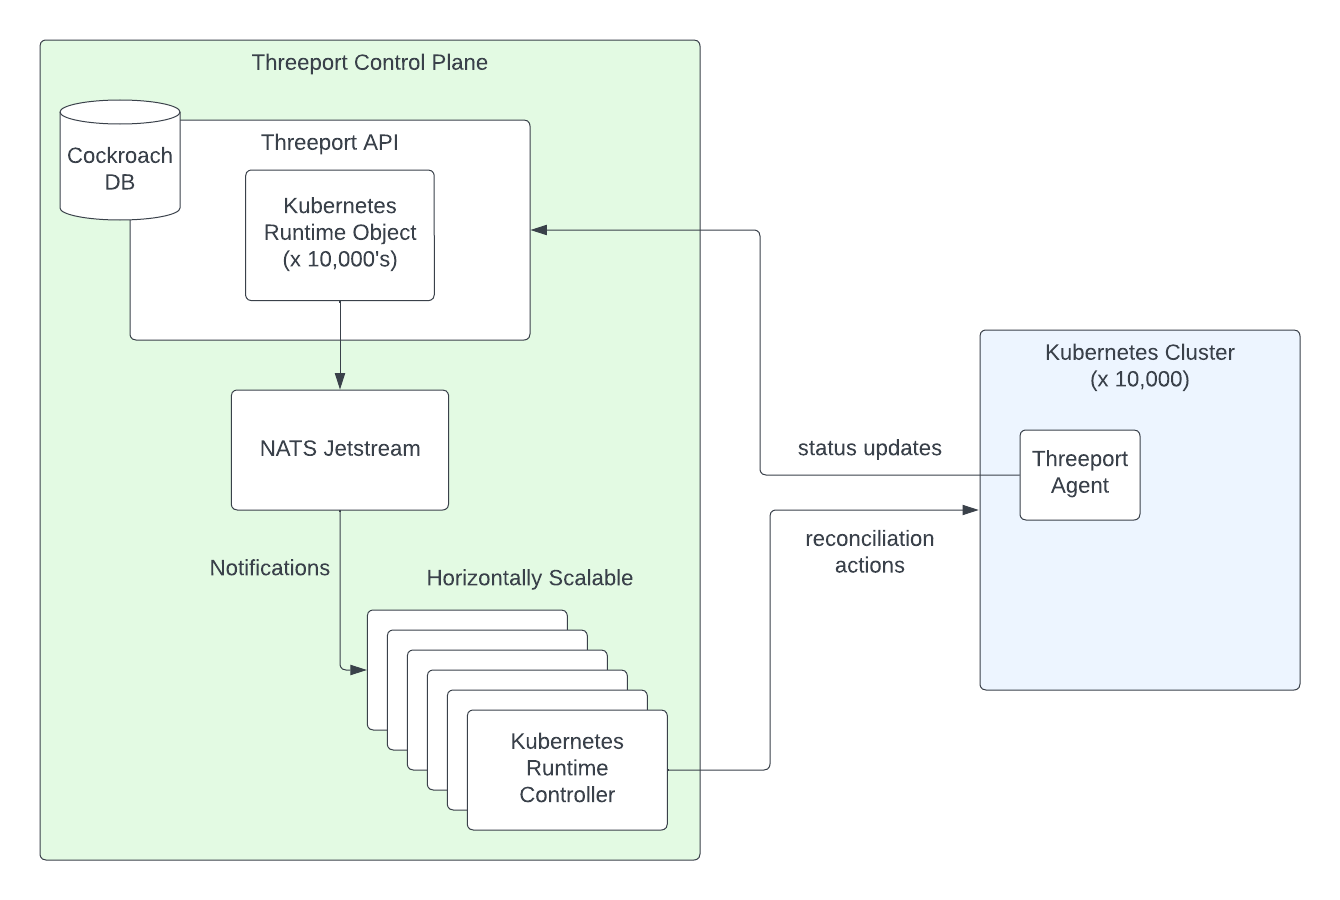 Threeport Control Plane
Cockroach
DB
Threeport API
Kubernetes
Runtime Object
(x 10,000's)
NATS Jetstream
Notifications
Horizontally Scalable
Kubernetes
Runtime
Controller
status updates
reconciliation
actions
Kubernetes Cluster
(x 10,000)
Threeport
Agent